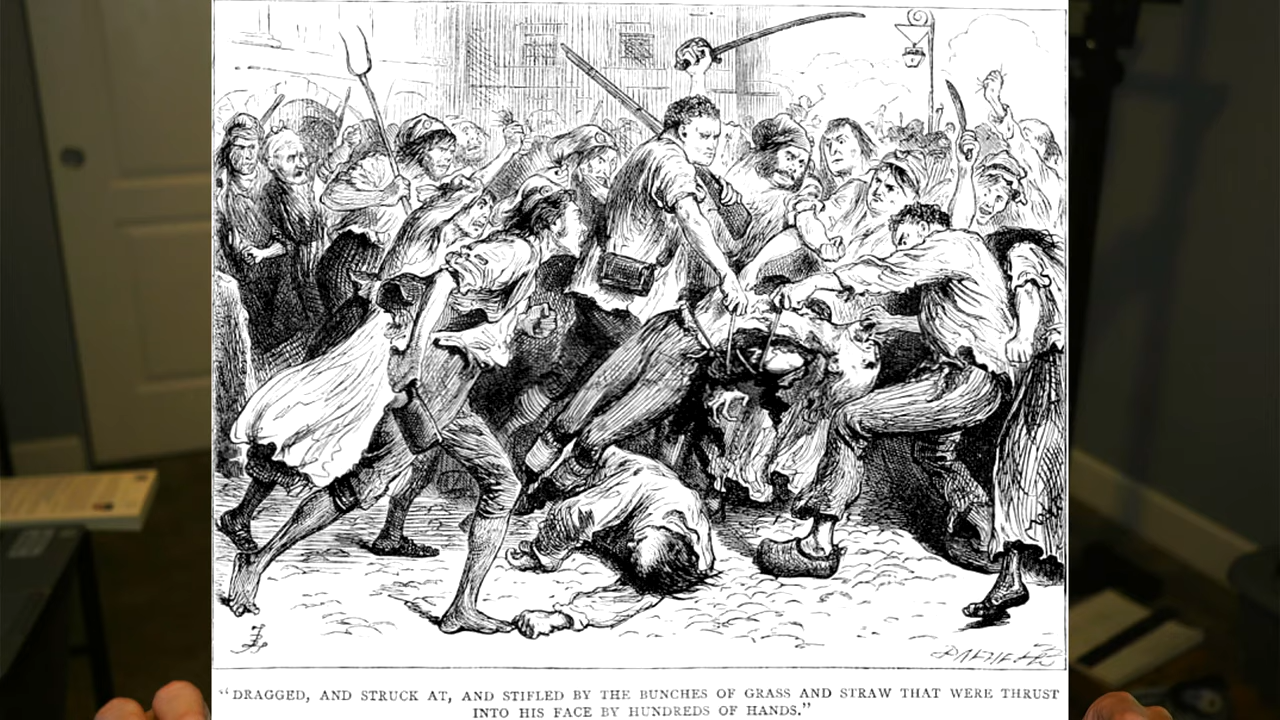 "DRAGGED, AND STRUCK AT, AND STIFLED BY THE BUNCHES OF GRASS AND STRAW THAT WERE THRUST
INTO HIS FACE BY HUNDREDS OF HANDS."